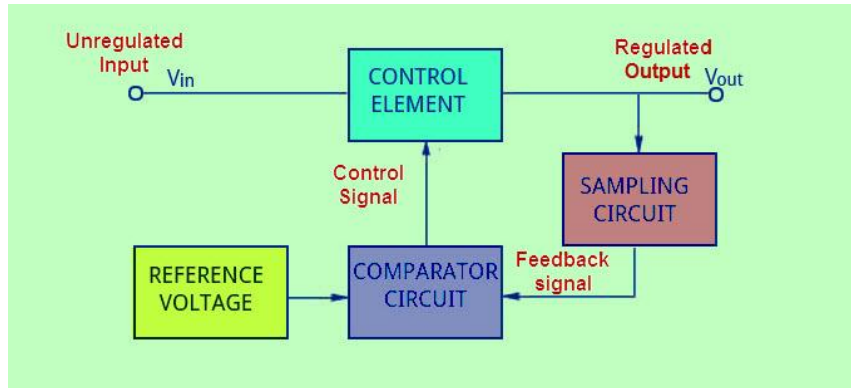 Unregulated
Input
Vin
CONTROL
ELEMENT
Regulated
Output
Vout
Control
Signal
SAMPLING
CIRCUIT
REFERENCE
VOLTAGE
COMPARATOR
CIRCUIT
Feedback
signal